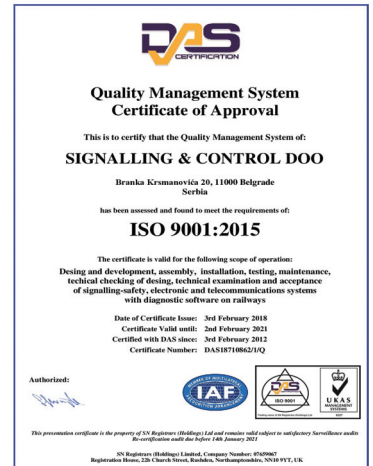 DAS
CERTIFICATION
Quality Management System
Certificate of Approval
This is to certify that the Quality Management System of:
SIGNALLING & CONTROL DOO
Branka Krsmanovića 20, 11000 Belgrade
Serbia
has been assessed and found to meet the requirements of:
ISO 9001:2015
The certificate is valid for the following scope of operation:
Desing and development, assembly, installation, testing, maintenance,
techical checking of desing, technical examination and acceptance
of signalling-safety, electronic and telecommunications systems
with diagnostic software on railways
Date of Certificate Issue: 3rd February 2018
Certificate Valid until: 2nd February 2021
Certified with DAS since: 3rd February 2012
Certificate Number: DAS18710862/1/Q
Authorized:
MEMBER OF MULTILATERAL
IAF
RECOGNITION ARRANGEMENT
DAS
ISO 9001
UKAS
MANAGEMENT
SYSTEMS
This presentation certificate is the property of SN Registrars (Holdings) Ltd and remains valid subject to satisfactory Surveillance audits
Re-certification audit due before 14th January 2021
SN Registrars (Holdings) Limited, Company Number: 07659067
Registration House, 22b Church Street, Rushden, Northamptonshire, NN10 9YT, UK